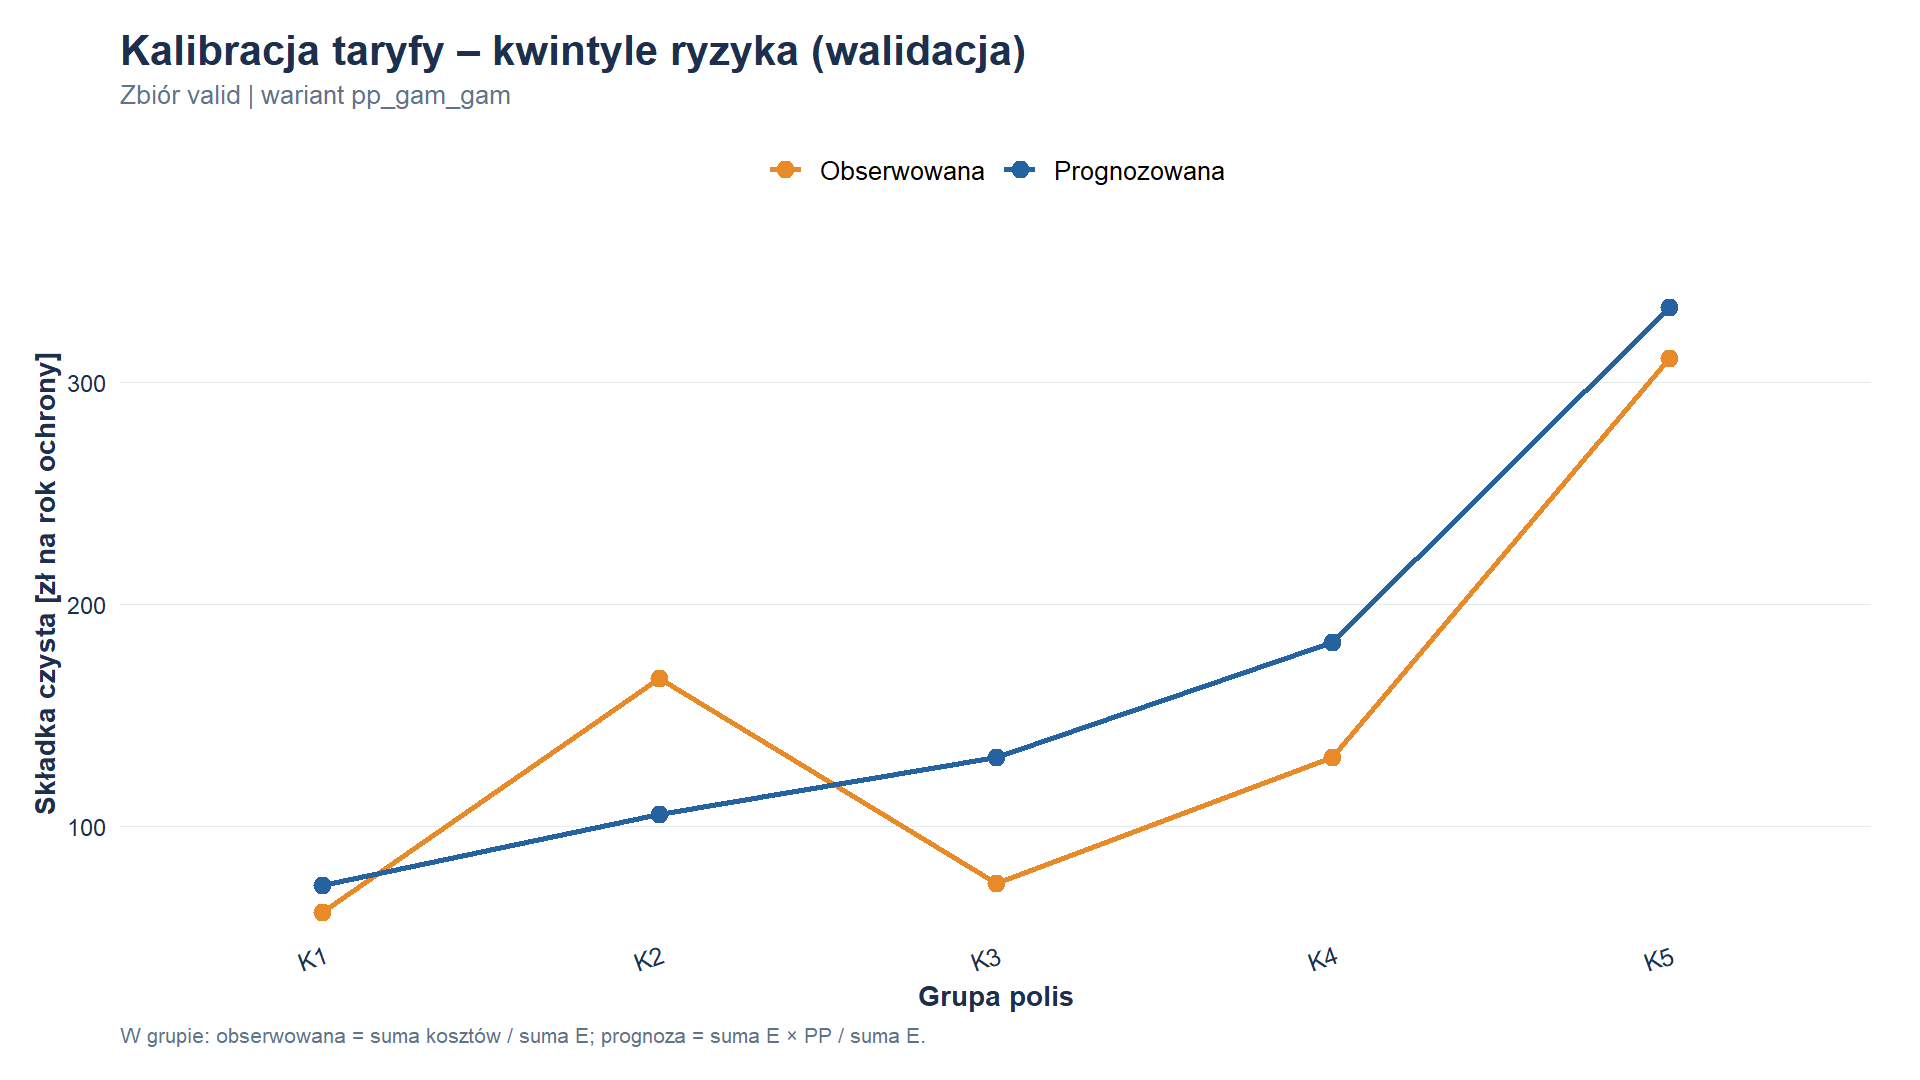 Kalibracja taryfy – kwintyle ryzyka (walidacja)
Zbiór valid | wariant pp_gam_gam
Obserwowana
Prognozowana
Składka czysta [zł na rok ochrony]
300
200
100
K1
K2
K3
K4
K5
Grupa polis
W grupie: obserwowana = suma kosztów / suma E; prognoza = suma E × PP / suma E.